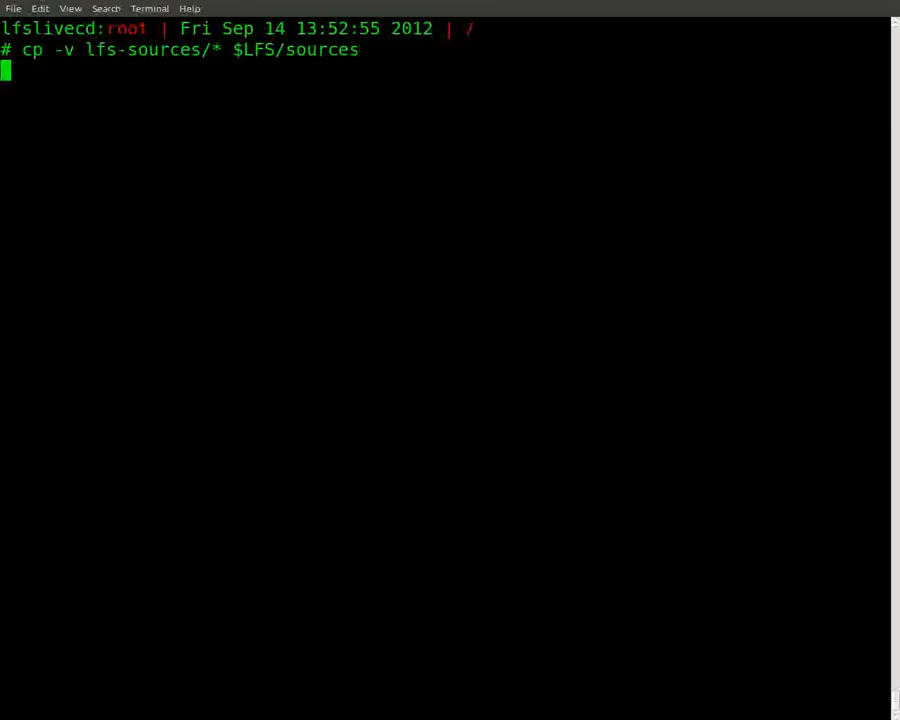 File Edit View Search Terminal Help
lfslivecd:root | Fri Sep 14 13:52:55 2012 | /
# cp -v lfs-sources/* $LFS/sources